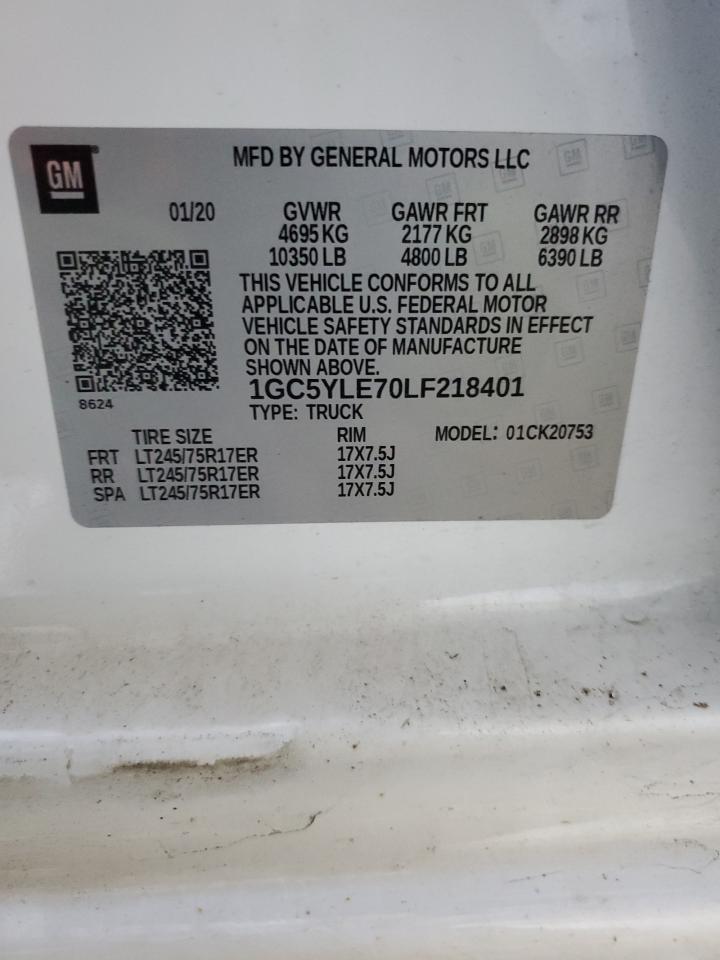 GM
MFD BY GENERAL MOTORS LLC
01/20 GVWR GAWR FRT GAWR RR
4695 KG 2177 KG 2898 KG
10350 LB 4800 LB 6390 LB
THIS VEHICLE CONFORMS TO ALL
APPLICABLE U.S. FEDERAL MOTOR
VEHICLE SAFETY STANDARDS IN EFFECT
ON THE DATE OF MANUFACTURE
SHOWN ABOVE.
1GC5YLE70LF218401
8624
TYPE: TRUCK
TIRE SIZE RIM MODEL: 01CK20753
FRT LT245/75R17ER 17X7.5J
RR LT245/75R17ER 17X7.5J
SPA LT245/75R17ER 17X7.5J